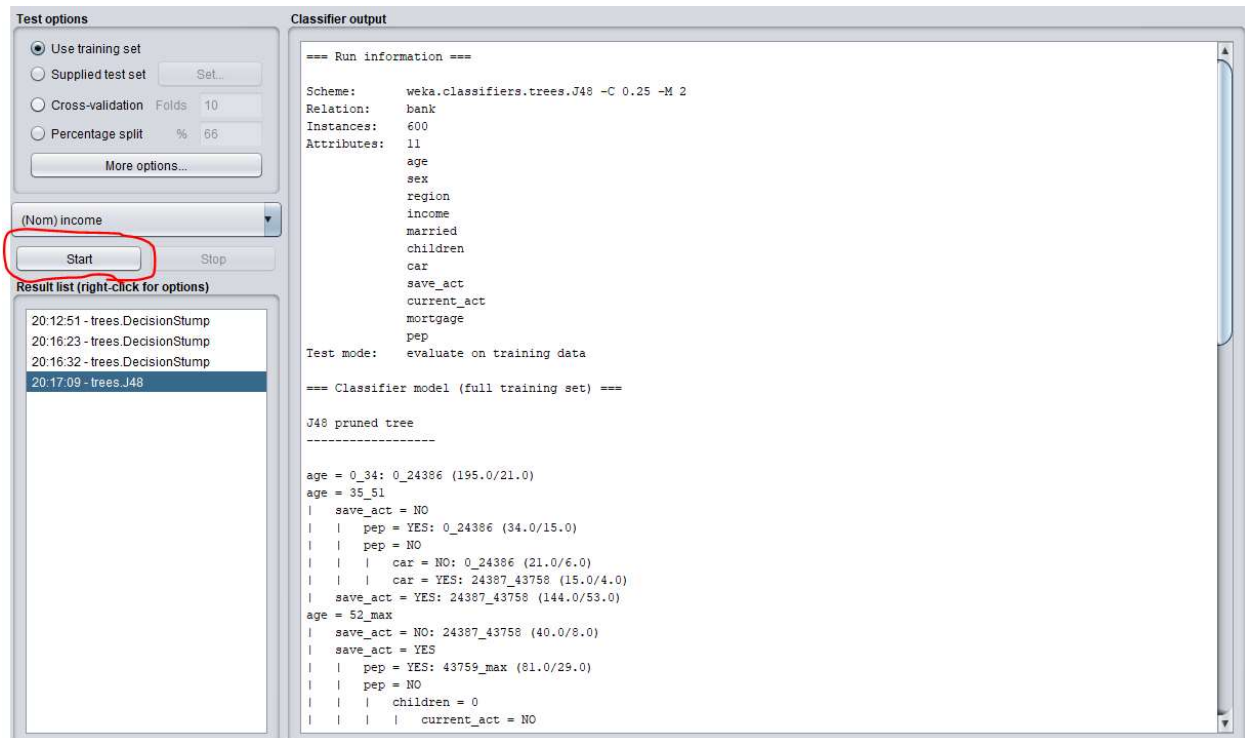 Test options
Use training set
Supplied test set Set...
Cross-validation Folds 10
Percentage split % 66
More options...
(Nom) income
Start Stop
Result list (right-click for options)
20:12:51 - trees.DecisionStump
20:16:23 - trees.DecisionStump
20:16:32 - trees.DecisionStump
20:17:09 - trees.J48
Classifier output
=== Run information ===
Scheme: weka.classifiers.trees.J48 -C 0.25 -M 2
Relation: bank
Instances: 600
Attributes: 11
age
sex
region
income
married
children
car
save_act
current_act
mortgage
pep
Test mode: evaluate on training data
=== Classifier model (full training set) ===
J48 pruned tree
------------------
age = 0_34: 0_24386 (195.0/21.0)
age = 35_51
|   save_act = NO
|   |   pep = YES: 0_24386 (34.0/15.0)
|   |   pep = NO
|   |   |   car = NO: 0_24386 (21.0/6.0)
|   |   |   car = YES: 24387_43758 (15.0/4.0)
|   save_act = YES: 24387_43758 (144.0/53.0)
age = 52_max
|   save_act = NO: 24387_43758 (40.0/8.0)
|   save_act = YES
|   |   pep = YES: 43759_max (81.0/29.0)
|   |   pep = NO
|   |   |   children = 0
|   |   |   |   current_act = NO